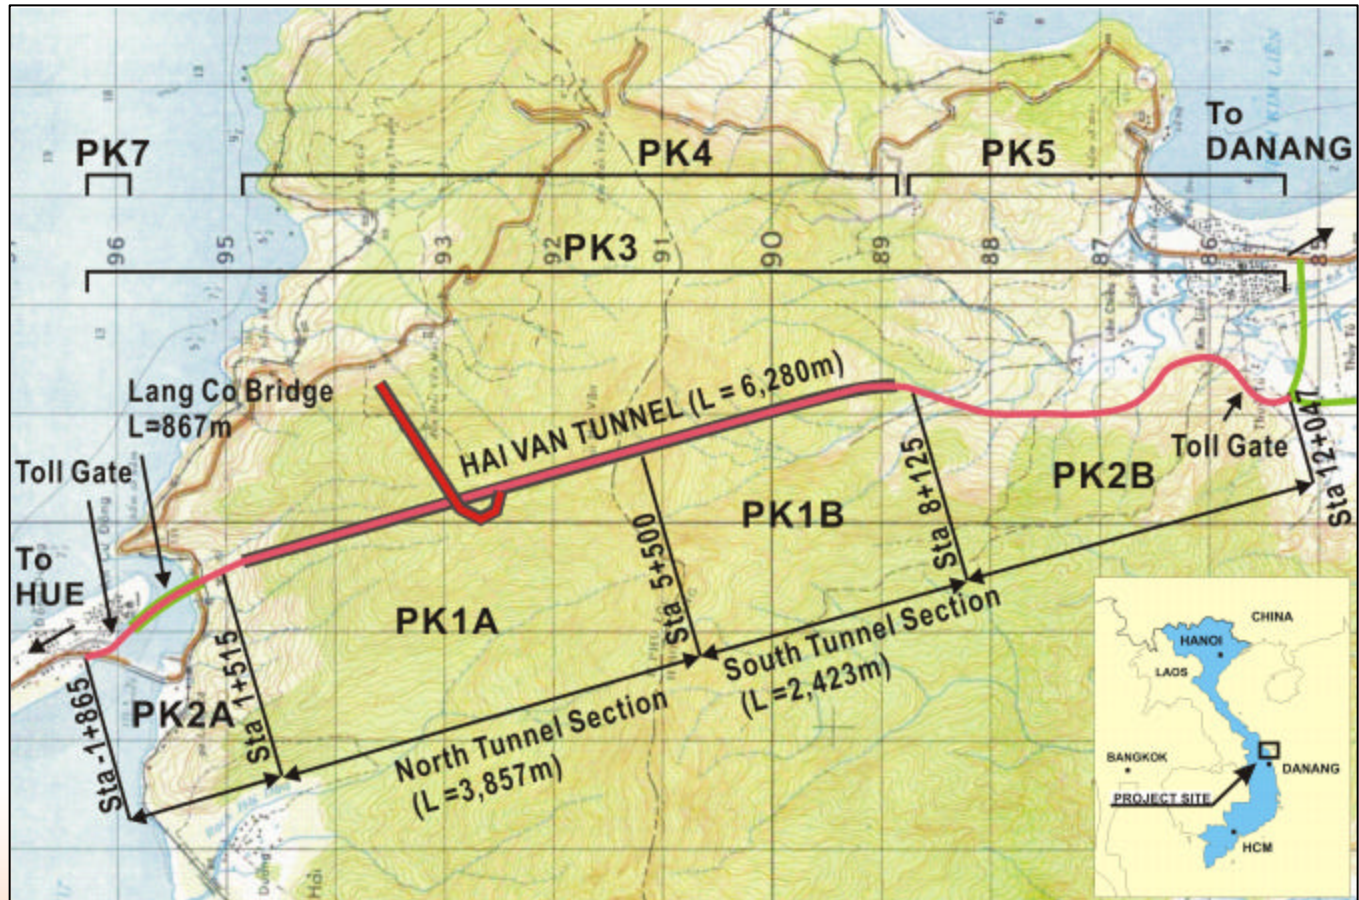 To
DANANG
PK7
PK4
PK5
PK3
96
95
93
92
91
90
89
88
87
86
85
KIM LIÊN
Lang Co Bridge
L=867m
HAI VAN TUNNEL (L = 6,280m)
Toll Gate
Toll Gate
To
HUE
PK1A
PK1B
PK2A
PK2B
Sta -1+865
Sta 1+515
Sta 5+500
Sta 8+125
Sta 12+047
North Tunnel Section
(L=3,857m)
South Tunnel Section
(L=2,423m)
CHINA
HANOI
LAOS
BANGKOK
DANANG
PROJECT SITE
HCM